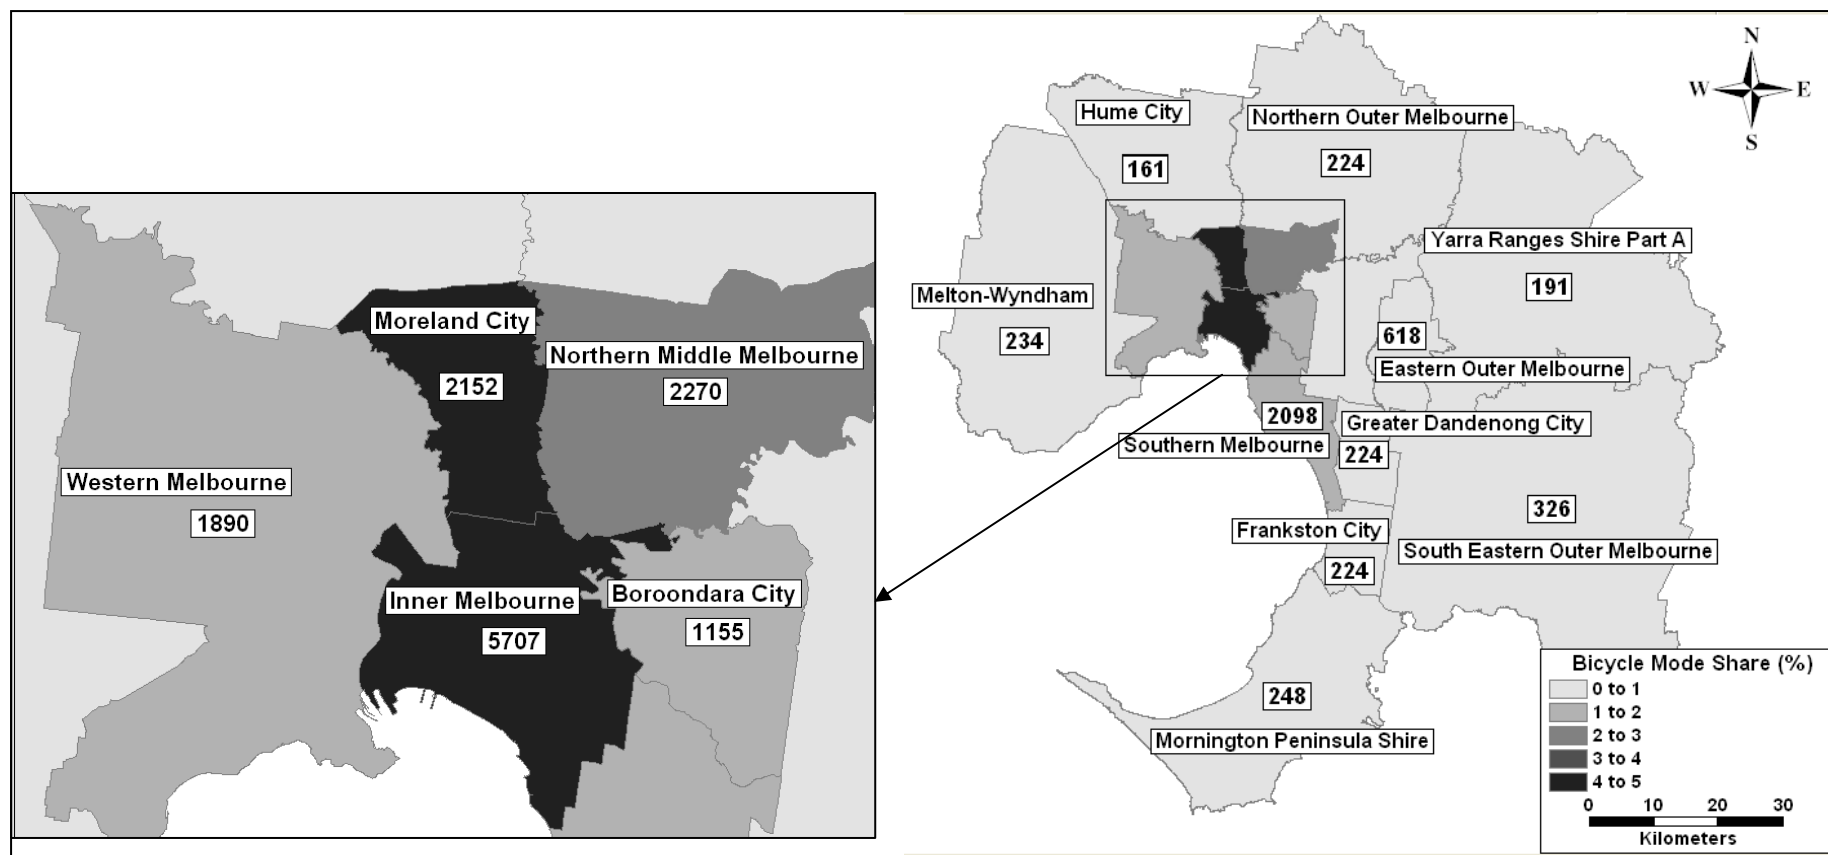 Moreland City
2152
Northern Middle Melbourne
2270
Western Melbourne
1890
Inner Melbourne
5707
Boroondara City
1155
Hume City
161
Northern Outer Melbourne
224
Yarra Ranges Shire Part A
191
Melton-Wyndham
234
618
Eastern Outer Melbourne
2098
Southern Melbourne
Greater Dandenong City
224
326
South Eastern Outer Melbourne
Frankston City
224
248
Mornington Peninsula Shire
N
W E
S
Bicycle Mode Share (%)
0 to 1
1 to 2
2 to 3
3 to 4
4 to 5
0 10 20 30
Kilometers